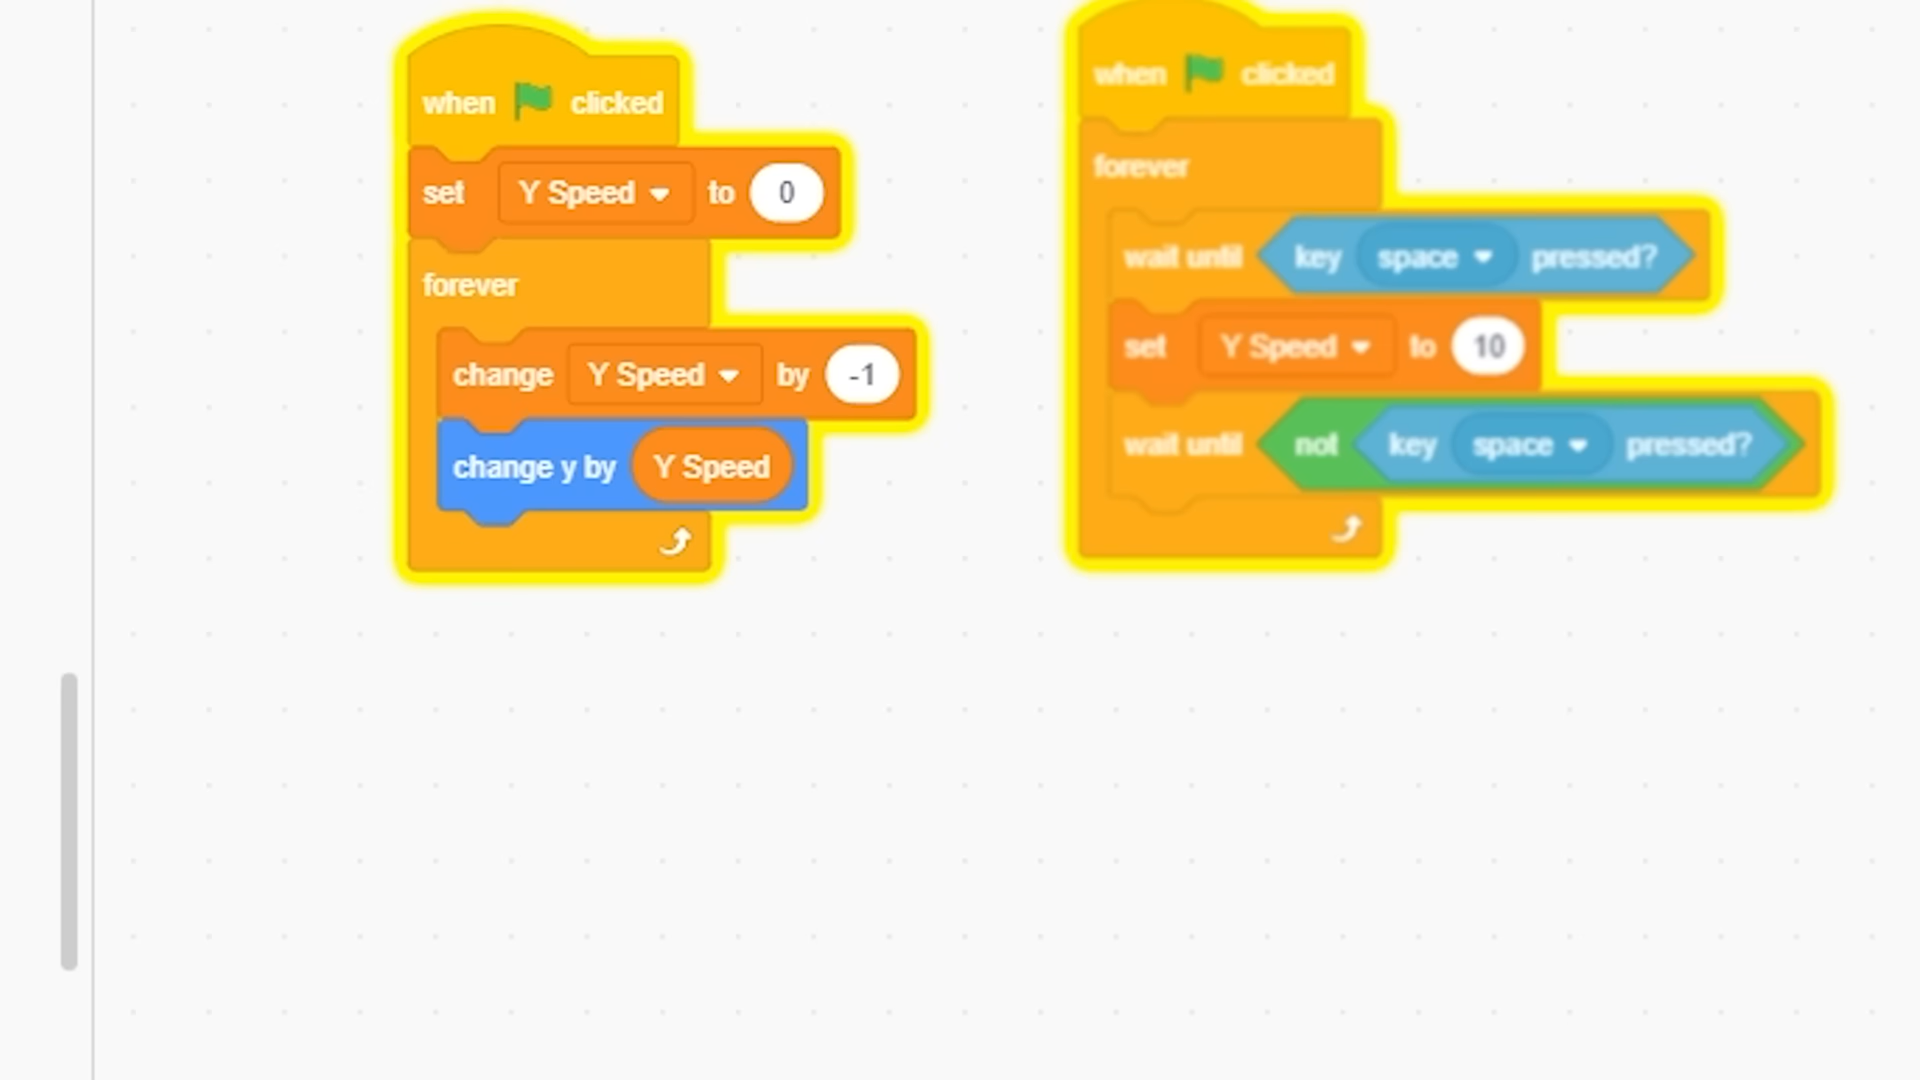 when clicked
set Y Speed to 0
forever
change Y Speed by -1
change y by Y Speed
when clicked
forever
wait until key space pressed?
set Y Speed to 10
wait until not key space pressed?